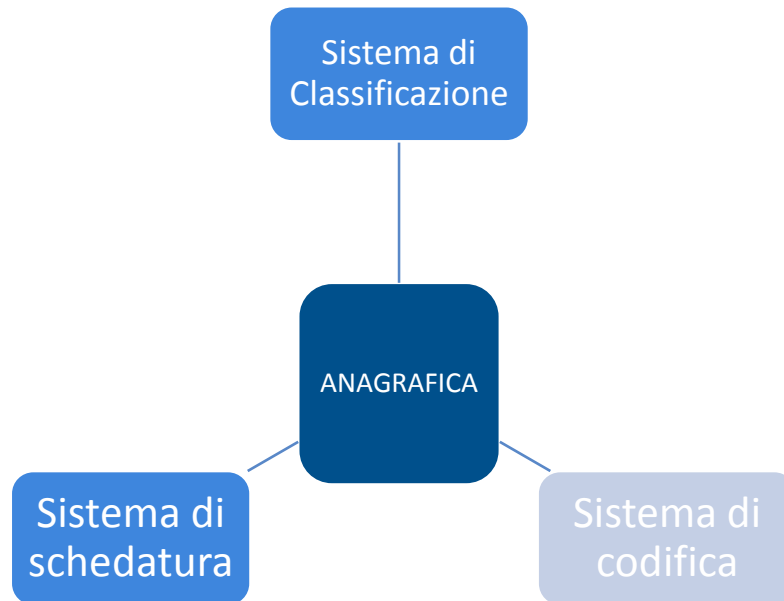 Sistema di
Classificazione
ANAGRAFICA
Sistema di
schedatura
Sistema di
codifica